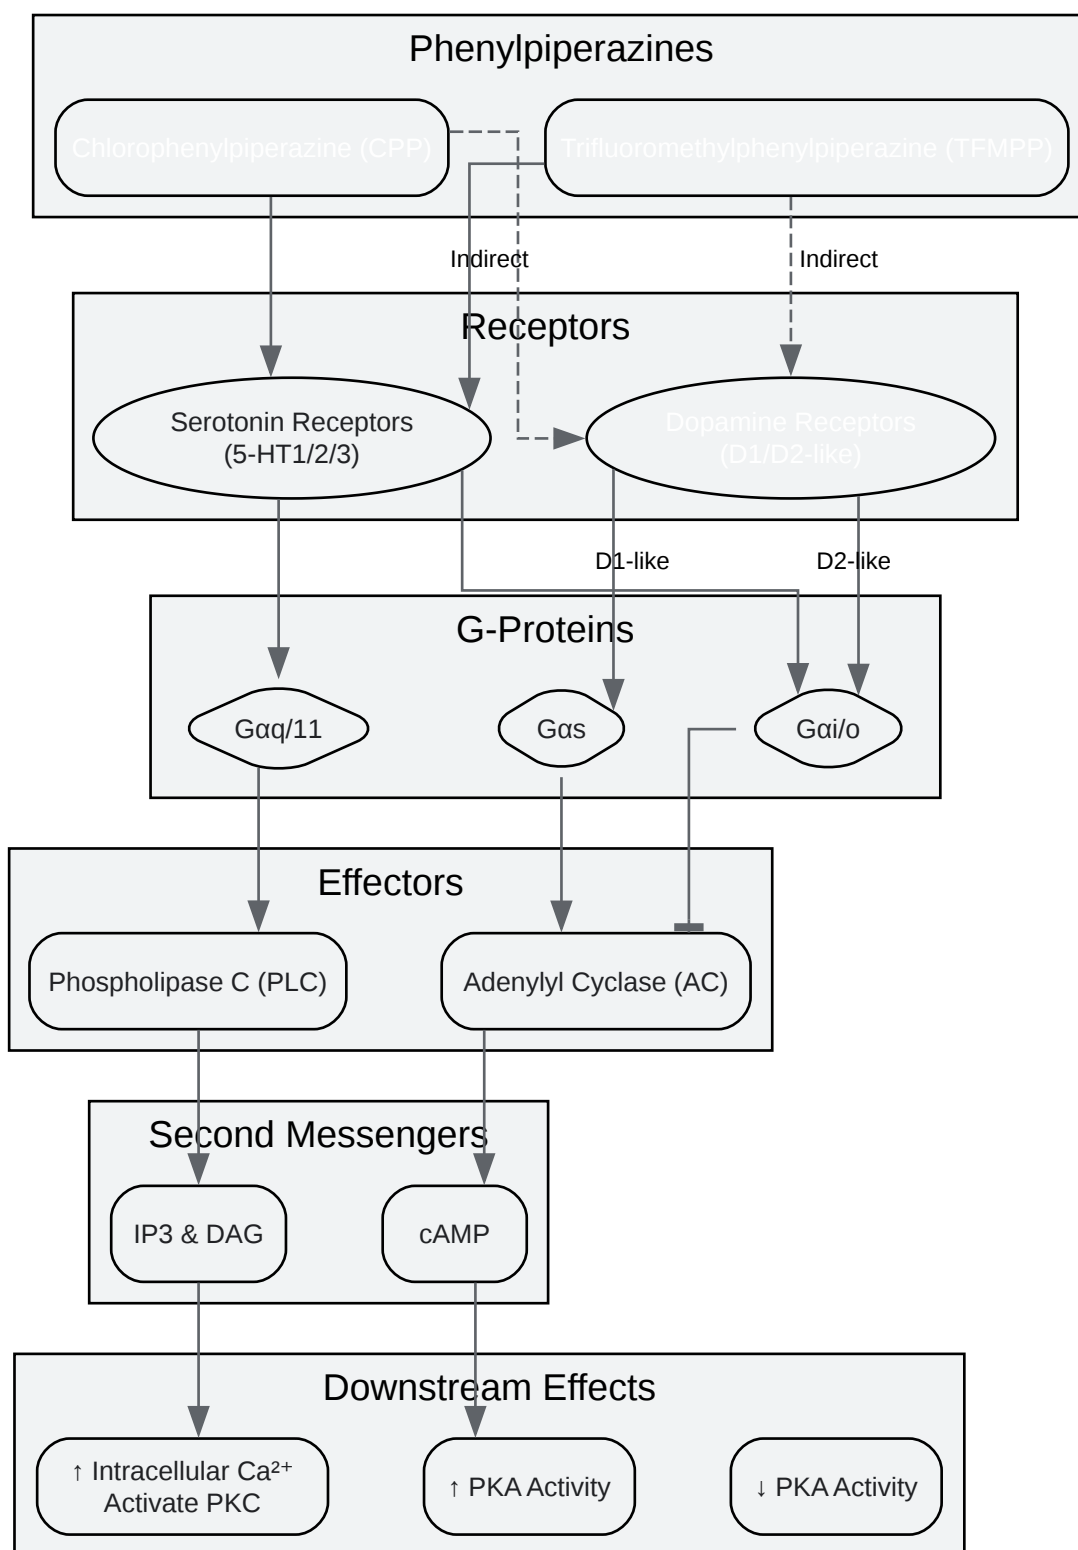 Phenylpiperazines
Chlorophenylpiperazine (CPP)
Trifluoromethylphenylpiperazine (TFMPP)
Indirect
Indirect
Receptors
Serotonin Receptors
(5-HT1/2/3)
Dopamine Receptors
(D1/D2-like)
D1-like
D2-like
G-Proteins
Gαq/11
Gαs
Gαi/o
Effectors
Phospholipase C (PLC)
Adenylyl Cyclase (AC)
Second Messengers
IP3 & DAG
cAMP
Downstream Effects
↑ Intracellular Ca²⁺
Activate PKC
↑ PKA Activity
↓ PKA Activity